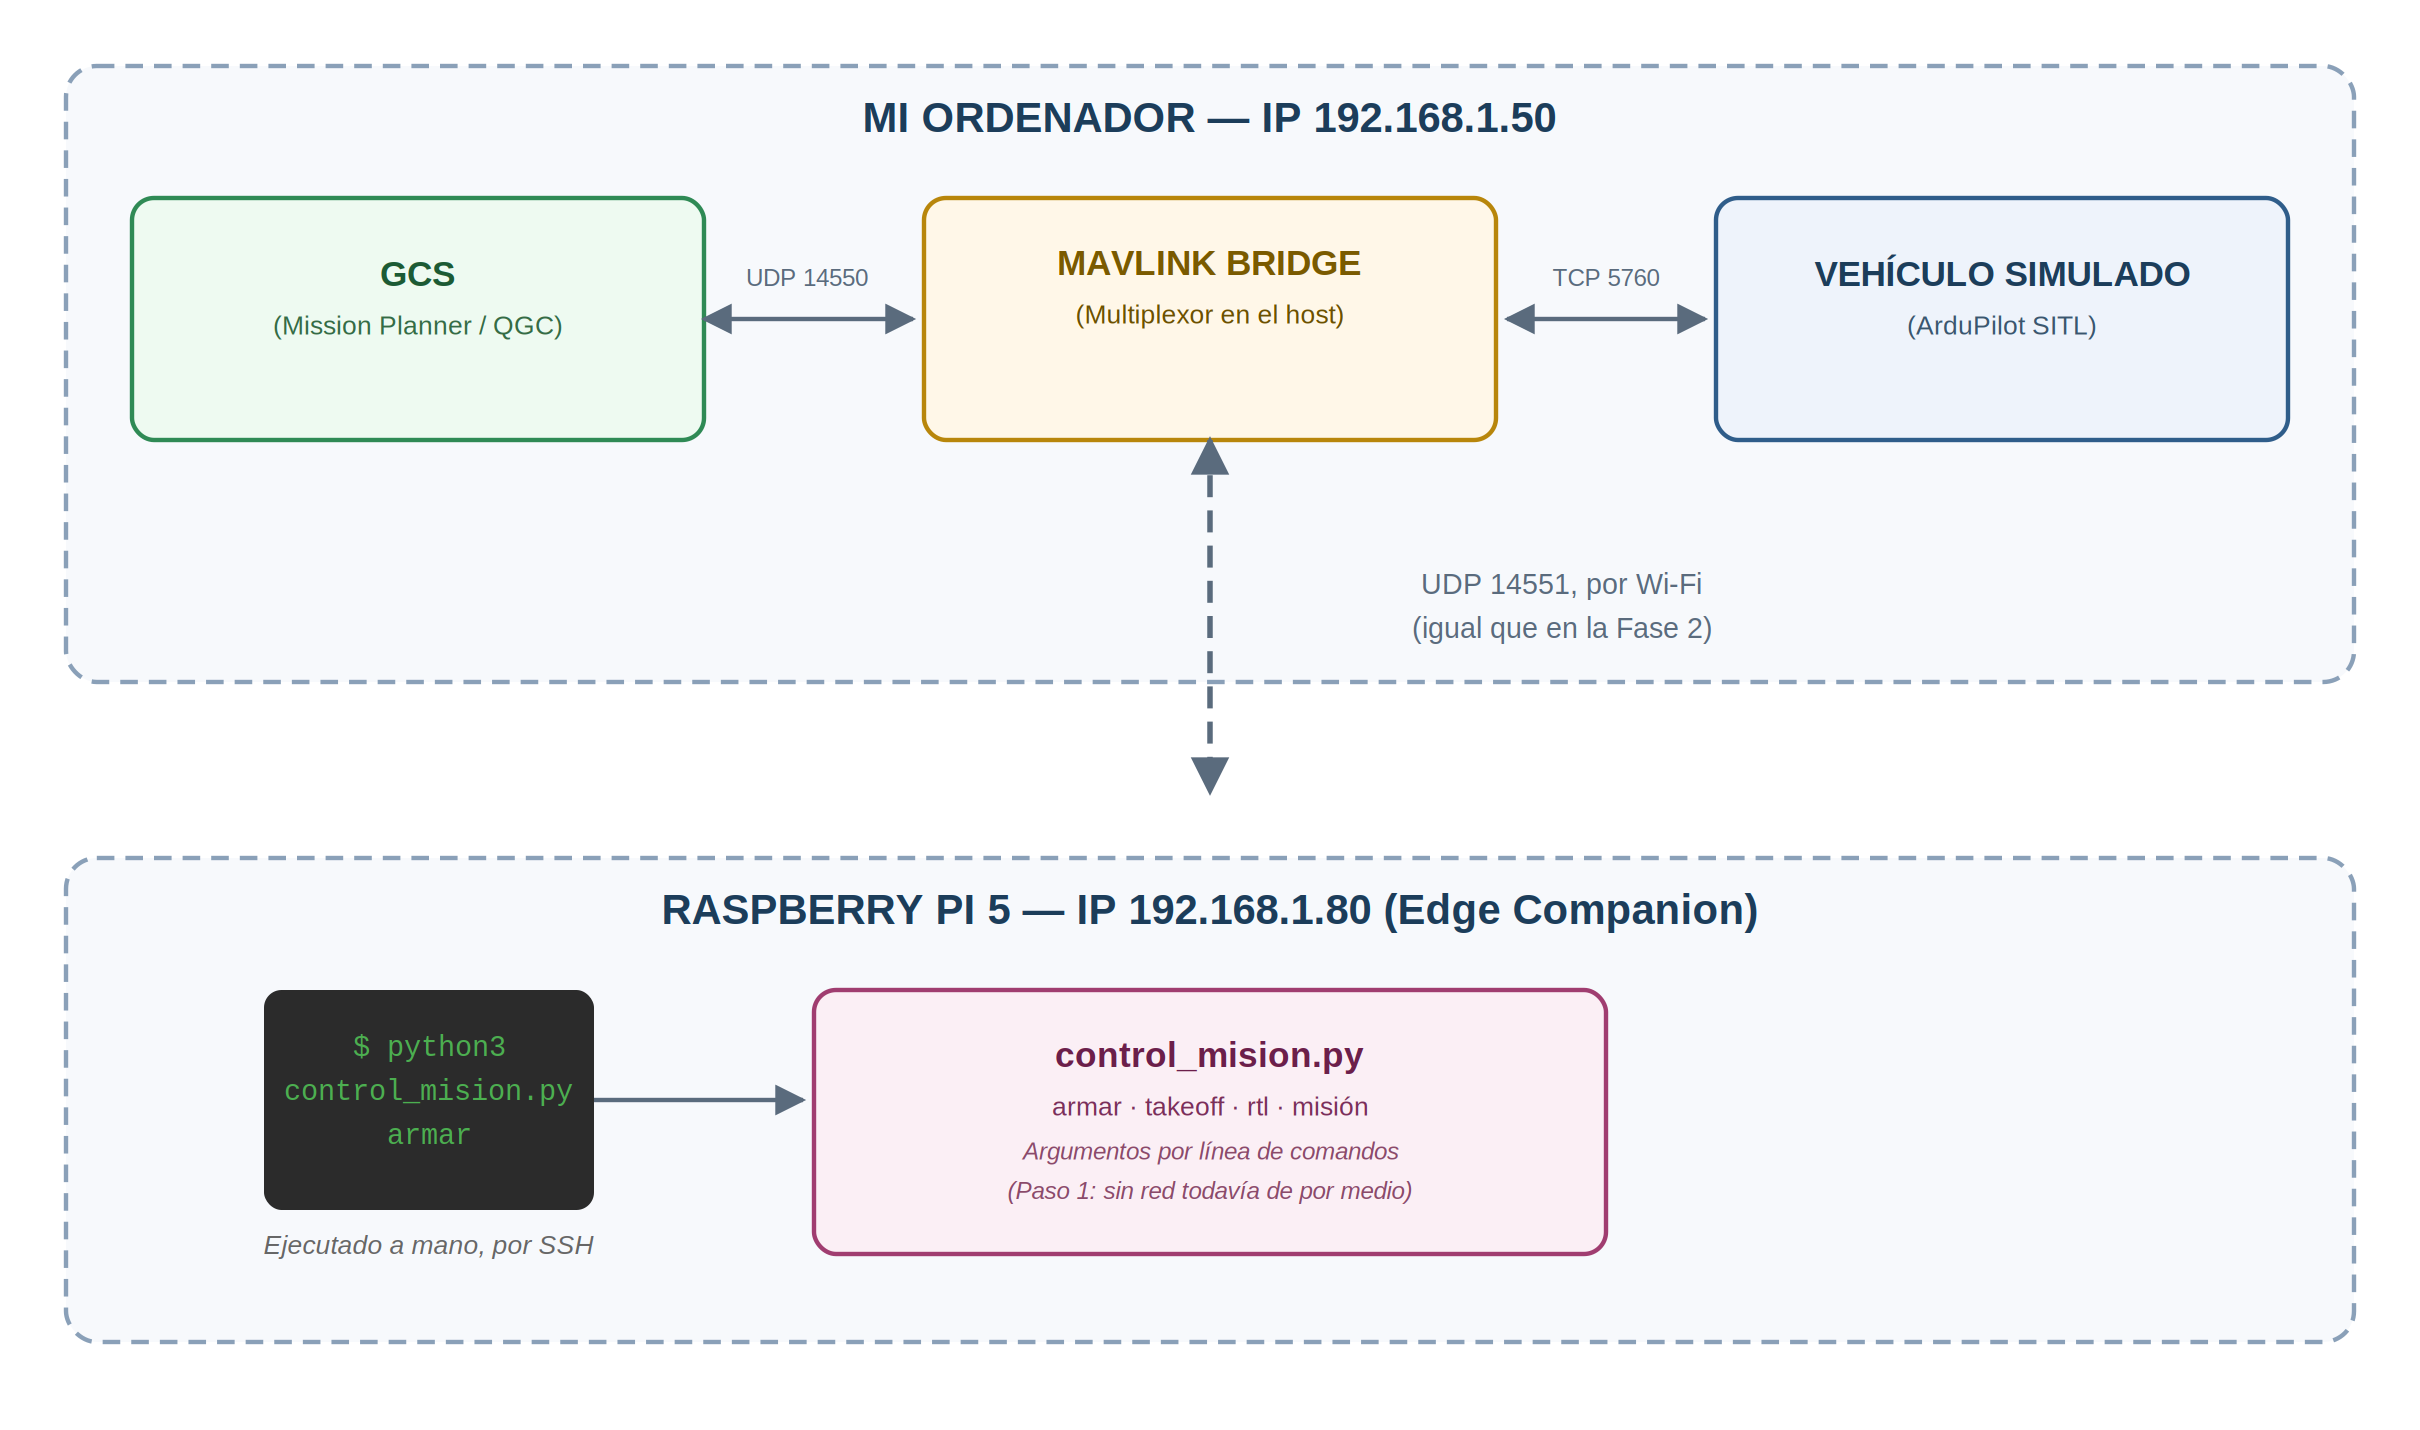 MI ORDENADOR — IP 192.168.1.50
GCS
(Mission Planner / QGC)
UDP 14550
MAVLINK BRIDGE
(Multiplexor en el host)
TCP 5760
VEHÍCULO SIMULADO
(ArduPilot SITL)
UDP 14551, por Wi-Fi
(igual que en la Fase 2)
RASPBERRY PI 5 — IP 192.168.1.80 (Edge Companion)
$ python3
control_mision.py
armar
Ejecutado a mano, por SSH
control_mision.py
armar · takeoff · rtl · misión
Argumentos por línea de comandos
(Paso 1: sin red todavía de por medio)